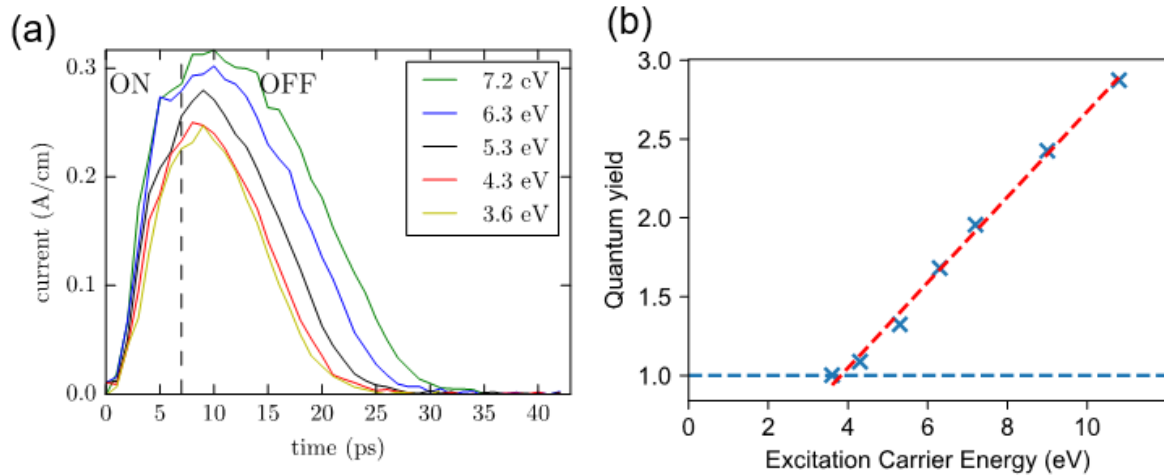 (a)
ON
OFF
7.2 eV
6.3 eV
5.3 eV
4.3 eV
3.6 eV
0.3
0.2
0.1
0.0
current (A/cm)
0 5 10 15 20 25 30 35 40
time (ps)
(b)
3.0
2.5
2.0
1.5
1.0
Quantum yield
0 2 4 6 8 10
Excitation Carrier Energy (eV)